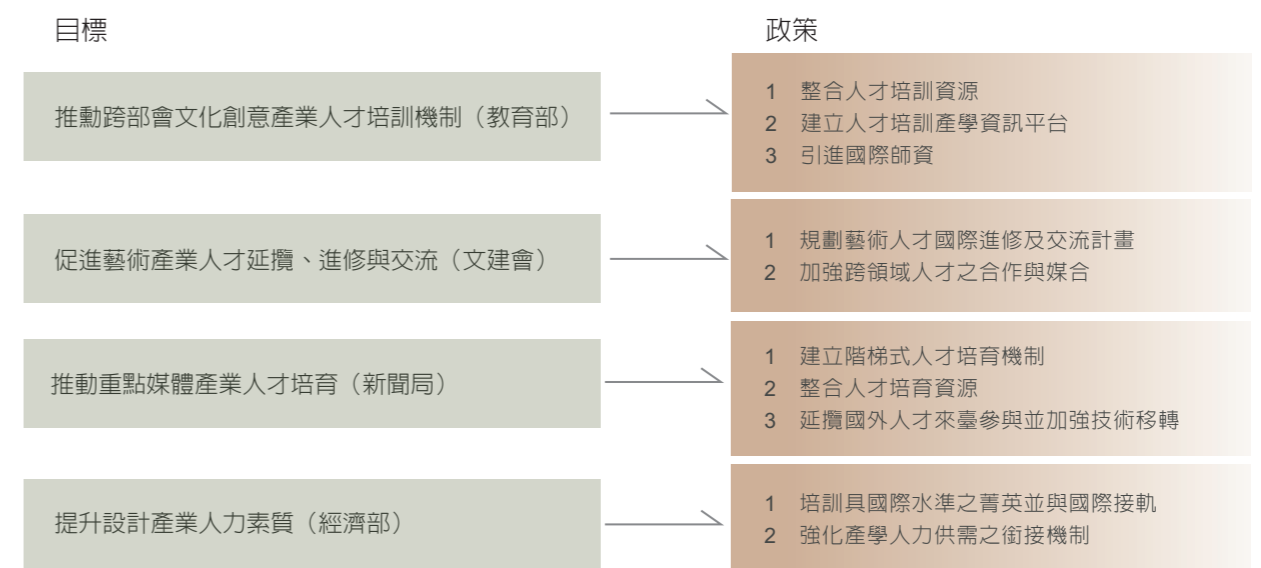 目標
政策
推動跨部會文化創意產業人才培訓機制（教育部）
1 整合人才培訓資源
2 建立人才培訓產學資訊平台
3 引進國際師資
促進藝術產業人才延攬、進修與交流（文建會）
1 規劃藝術人才國際進修及交流計畫
2 加強跨領域人才之合作與媒合
推動重點媒體產業人才培育（新聞局）
1 建立階梯式人才培育機制
2 整合人才培育資源
3 延攬國外人才來臺參與並加強技術移轉
提升設計產業人力素質（經濟部）
1 培訓具國際水準之菁英並與國際接軌
2 強化產學人力供需之銜接機制